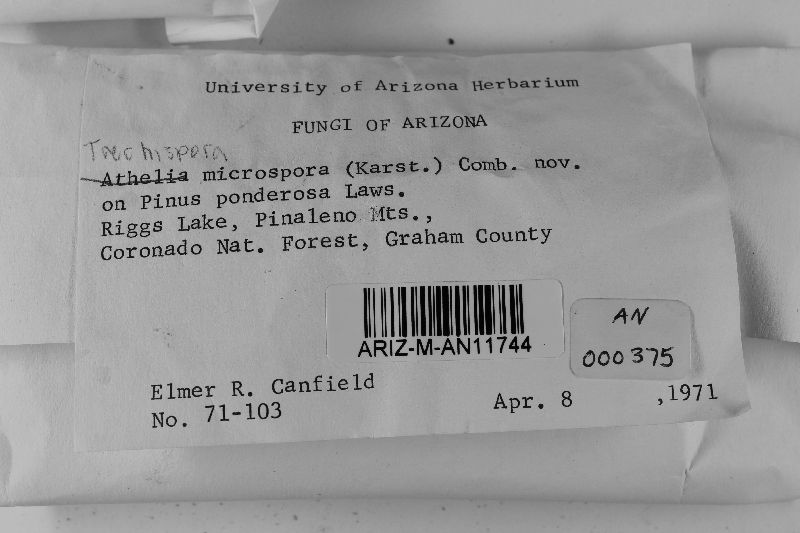 University of Arizona Herbarium
FUNGI OF ARIZONA
Trechispora
Athelia microspora (Karst.) Comb. nov.
on Pinus ponderosa Laws.
Riggs Lake, Pinaleno Mts.,
Coronado Nat. Forest, Graham County
ARIZ-M-AN11744
AN
000375
Elmer R. Canfield
No. 71-103
Apr. 8 ,1971